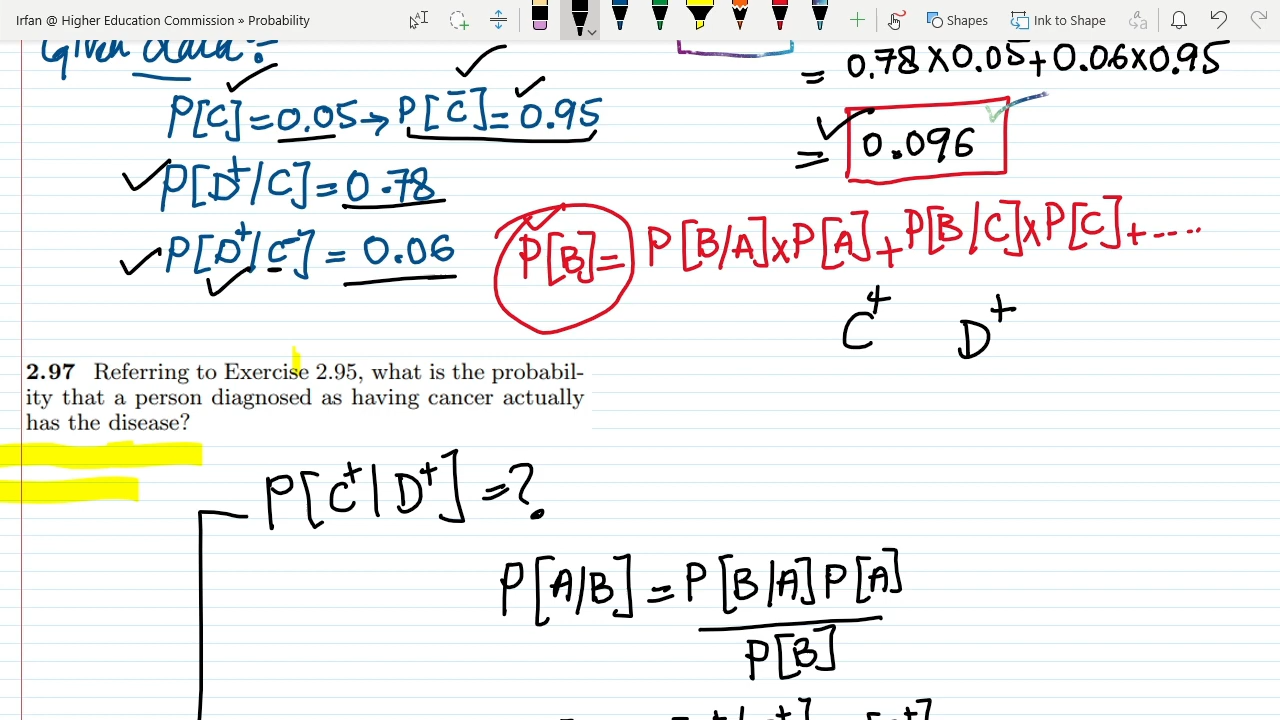 Irfan @ Higher Education Commission » Probability
Shapes
Ink to Shape
Given data:-
= 0.78×0.05+0.06×0.95
P[C]=0.05→P[C̄]=0.95
= 0.096
P[D⁺/C]=0.78
P[D⁺/C̄]=0.06
P[B]= P[B/A]×P[A]+P[B/C]×P[C]+....
C⁺ D⁺
2.97 Referring to Exercise 2.95, what is the probabil-
ity that a person diagnosed as having cancer actually
has the disease?
P[C⁺|D⁺]=?
P[A/B]=P[B/A]P[A]
P[B]